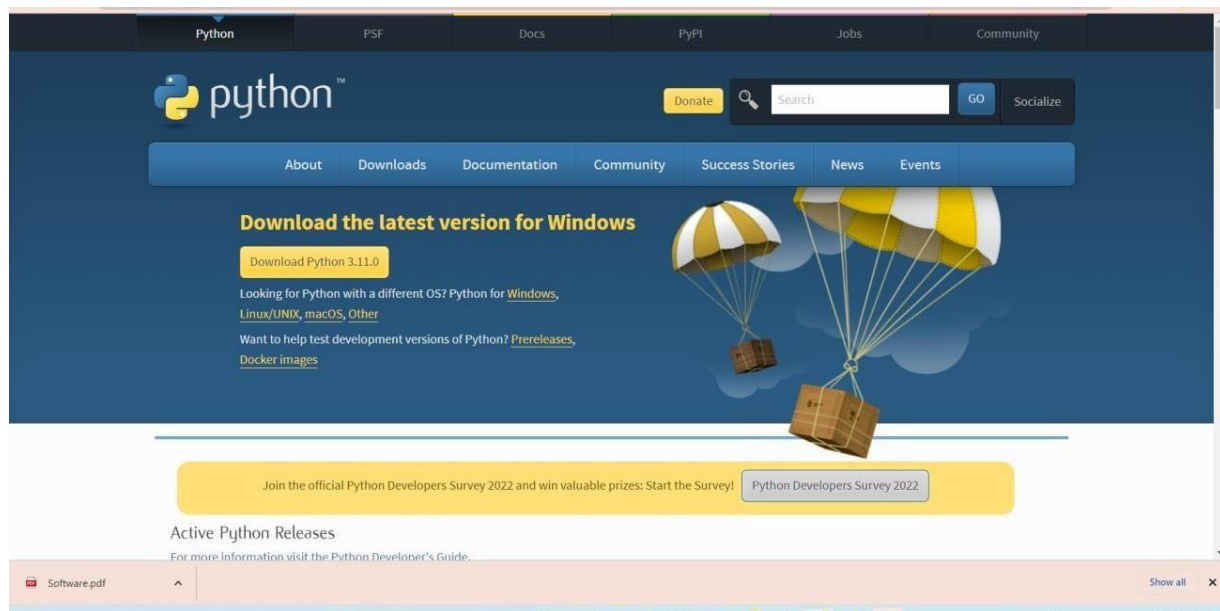 Python PSF Docs PyPI Jobs Community
python™
Donate Search GO Socialize
About Downloads Documentation Community Success Stories News Events
Download the latest version for Windows
Download Python 3.11.0
Looking for Python with a different OS? Python for Windows,
Linux/UNIX, macOS, Other
Want to help test development versions of Python? Prereleases,
Docker images
Join the official Python Developers Survey 2022 and win valuable prizes: Start the Survey! Python Developers Survey 2022
Active Python Releases
For more information visit the Python Developer's Guide.
Software.pdf Show all